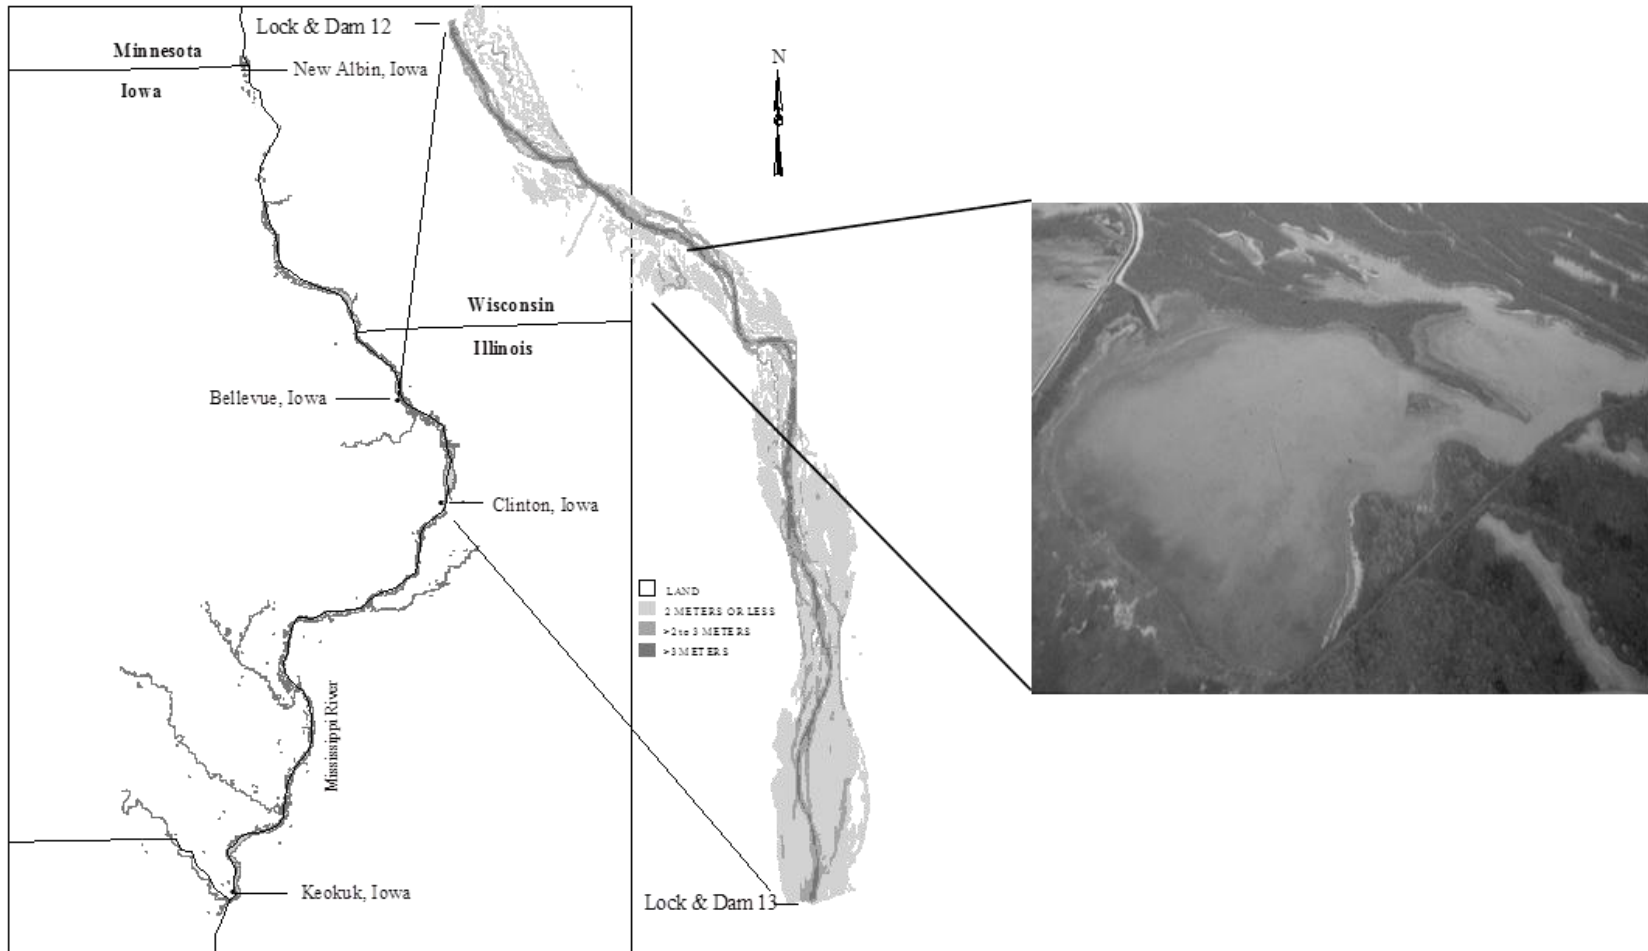 Lock & Dam 12
Minnesota
New Albin, Iowa
Iowa
N
Wisconsin
Illinois
Bellevue, Iowa
Clinton, Iowa
LAND
2 METERS OR LESS
>2 to 3 METERS
>3 METERS
Mississippi River
Keokuk, Iowa
Lock & Dam 13